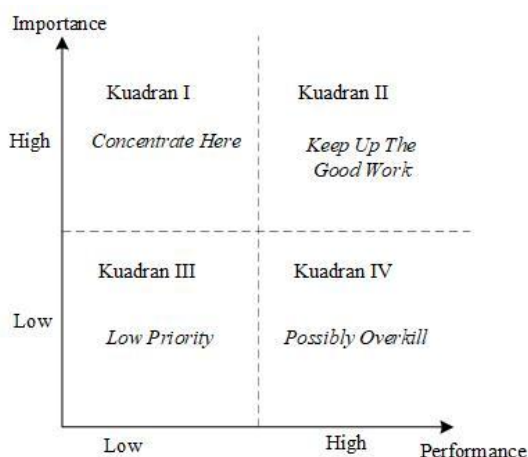 Importance
Kuadran I
Kuadran II
High
Concentrate Here
Keep Up The
Good Work
Kuadran III
Kuadran IV
Low
Low Priority
Possibly Overkill
Low
High
Performance